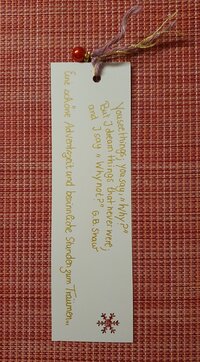 You see things; you say, „Why?"
But I dream things that never were;
and I say „Why not?" G.B. Shaw
Eine schöne Adventszeit und besinnliche Stunden zum Träumen...